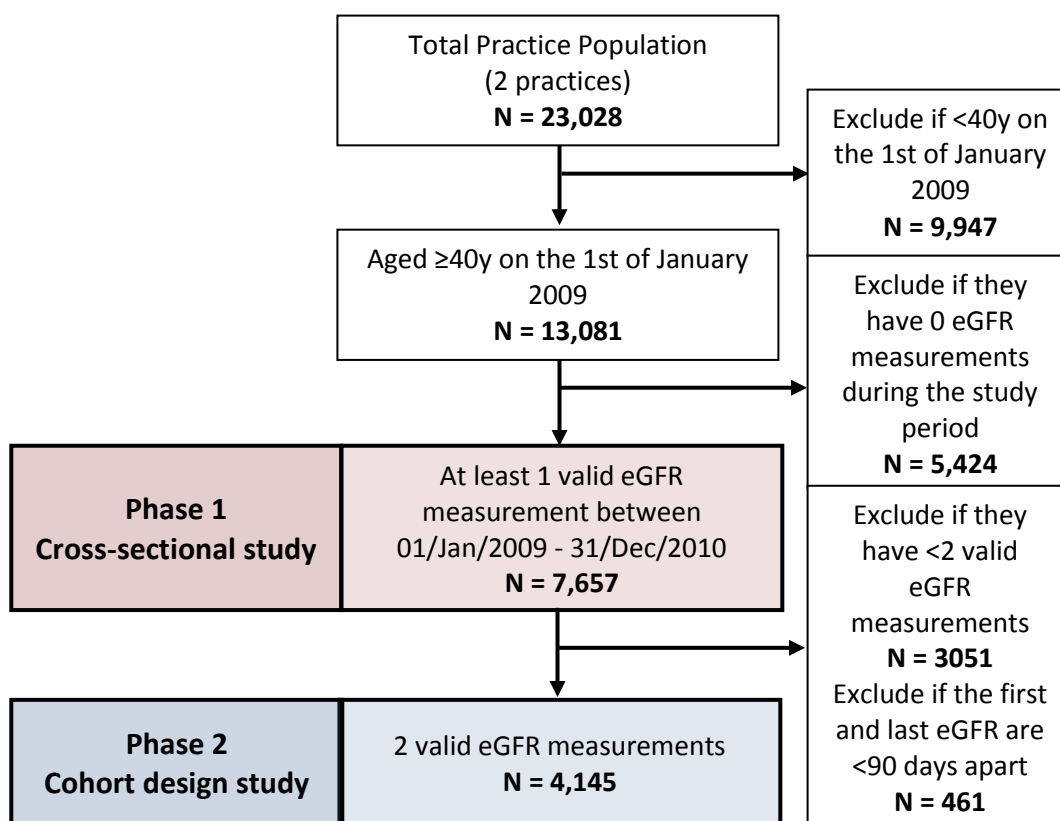 Total Practice Population
(2 practices)
N = 23,028
Exclude if <40y on
the 1st of January
2009
N = 9,947
Aged ≥40y on the 1st of January
2009
N = 13,081
Exclude if they
have 0 eGFR
measurements
during the study
period
N = 5,424
Phase 1
Cross-sectional study
At least 1 valid eGFR
measurement between
01/Jan/2009 - 31/Dec/2010
N = 7,657
Exclude if they
have <2 valid
eGFR
measurements
N = 3051
Exclude if the first
and last eGFR are
<90 days apart
N = 461
Phase 2
Cohort design study
2 valid eGFR measurements
N = 4,145